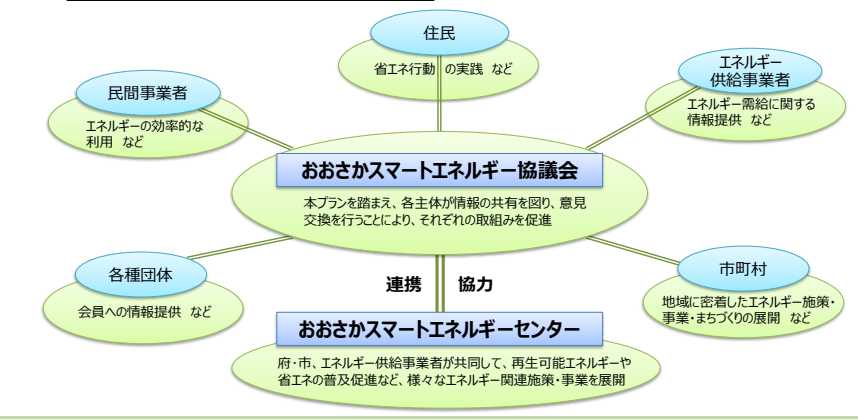 住民
省エネ行動 の実践 など
民間事業者
エネルギーの効率的な
利用 など
エネルギー
供給事業者
エネルギー需給に関する
情報提供 など
おおさかスマートエネルギー協議会
本プランを踏まえ、各主体が情報の共有を図り、意見
交換を行うことにより、それぞれの取組みを促進
各種団体
会員への情報提供 など
連携 協力
市町村
地域に密着したエネルギー施策・
事業・まちづくりの展開 など
おおさかスマートエネルギーセンター
府・市、エネルギー供給事業者が共同して、再生可能エネルギーや
省エネの普及促進など、様々なエネルギー関連施策・事業を展開